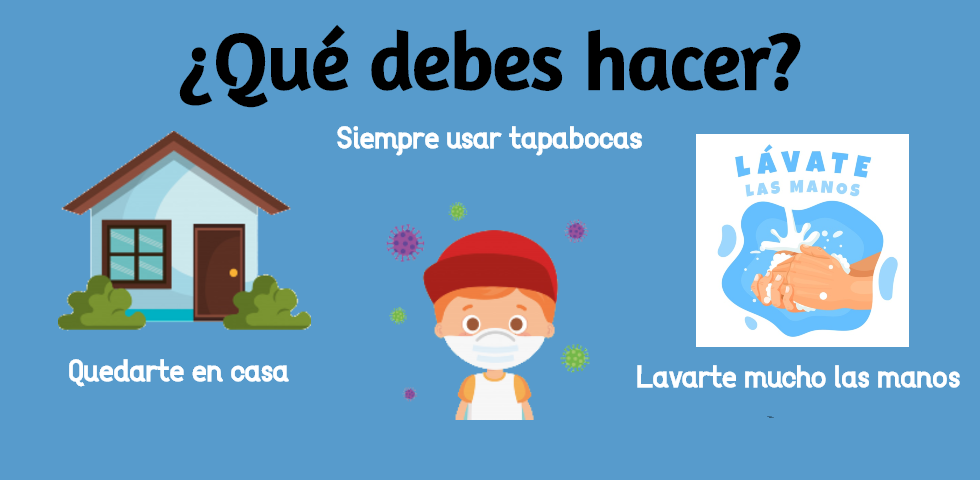 ¿Qué debes hacer?
Siempre usar tapabocas
LÁVATE
LAS MANOS
Quedarte en casa
Lavarte mucho las manos